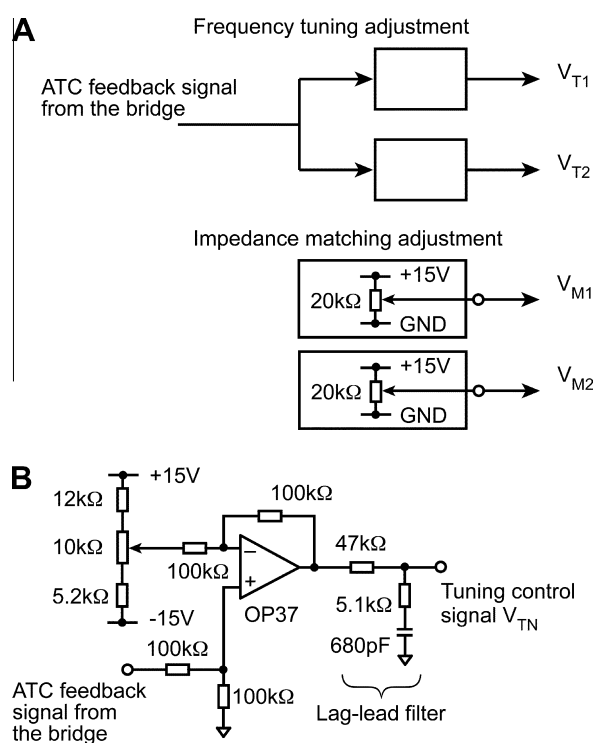 A
Frequency tuning adjustment
ATC feedback signal
from the bridge
V_T1
V_T2
Impedance matching adjustment
+15V
20kΩ
GND
V_M1
+15V
20kΩ
GND
V_M2
B
+15V
12kΩ
10kΩ
5.2kΩ
-15V
100kΩ
100kΩ
−
+
OP37
47kΩ
5.1kΩ
680pF
Tuning control
signal V_TN
100kΩ
100kΩ
ATC feedback
signal from
the bridge
Lag-lead filter